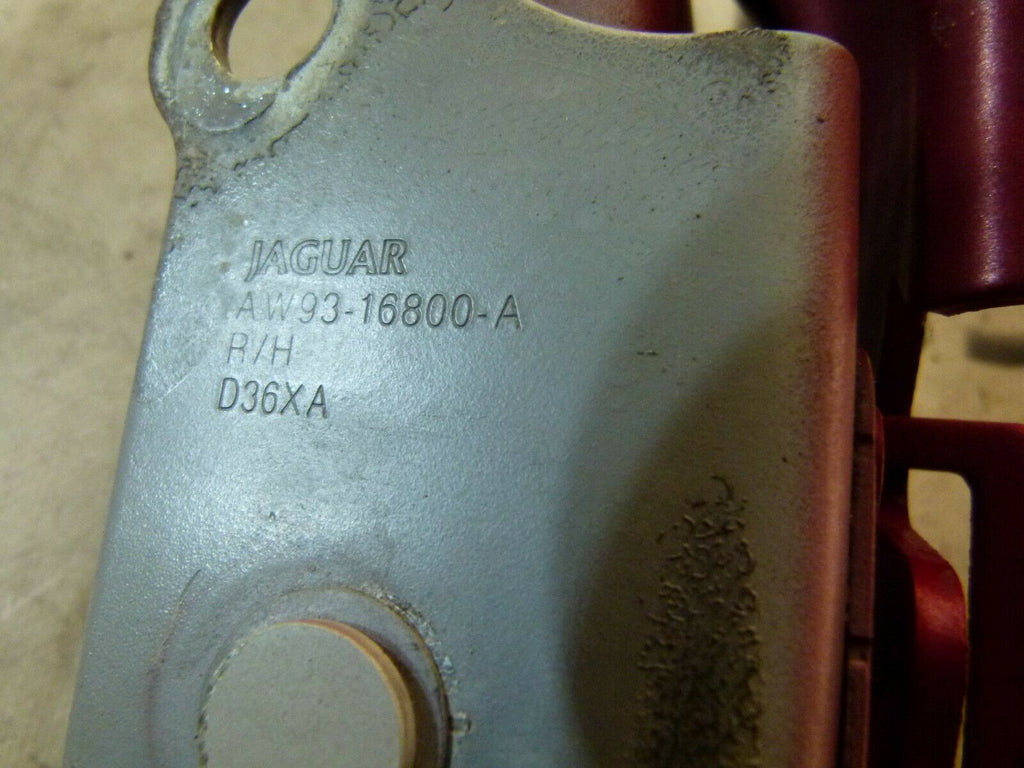 JAGUAR
AW93-16800-A
R/H
D36XA